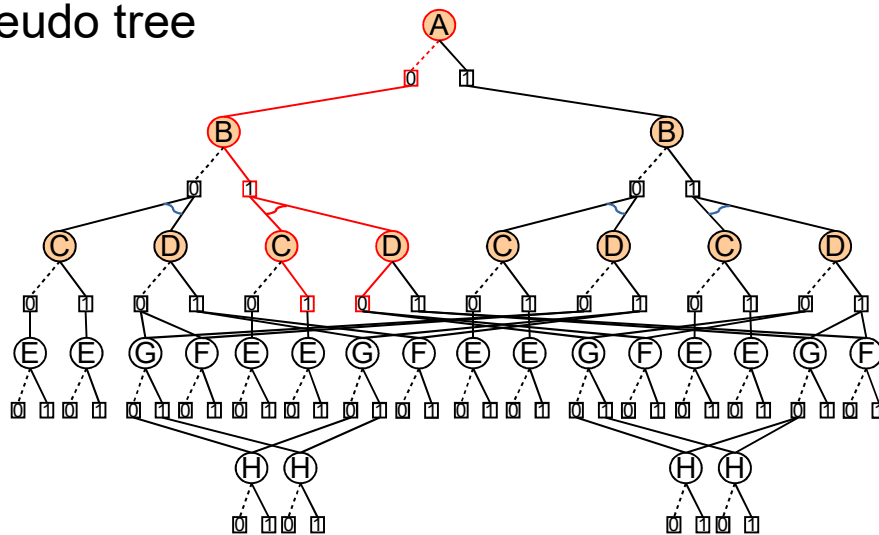 eudo tree
A
0 1
B B
0 1 0 1
C D C D C D C D
0 1 0 1 0 1 0 1 0 1 0 1 0 1 0 1
E E G F E E G F E E G F E E G F
0 1 0 1 0 1 0 1 0 1 0 1 0 1 0 1 0 1 0 1 0 1 0 1 0 1 0 1 0 1 0 1
H H H H
0 1 0 1 0 1 0 1